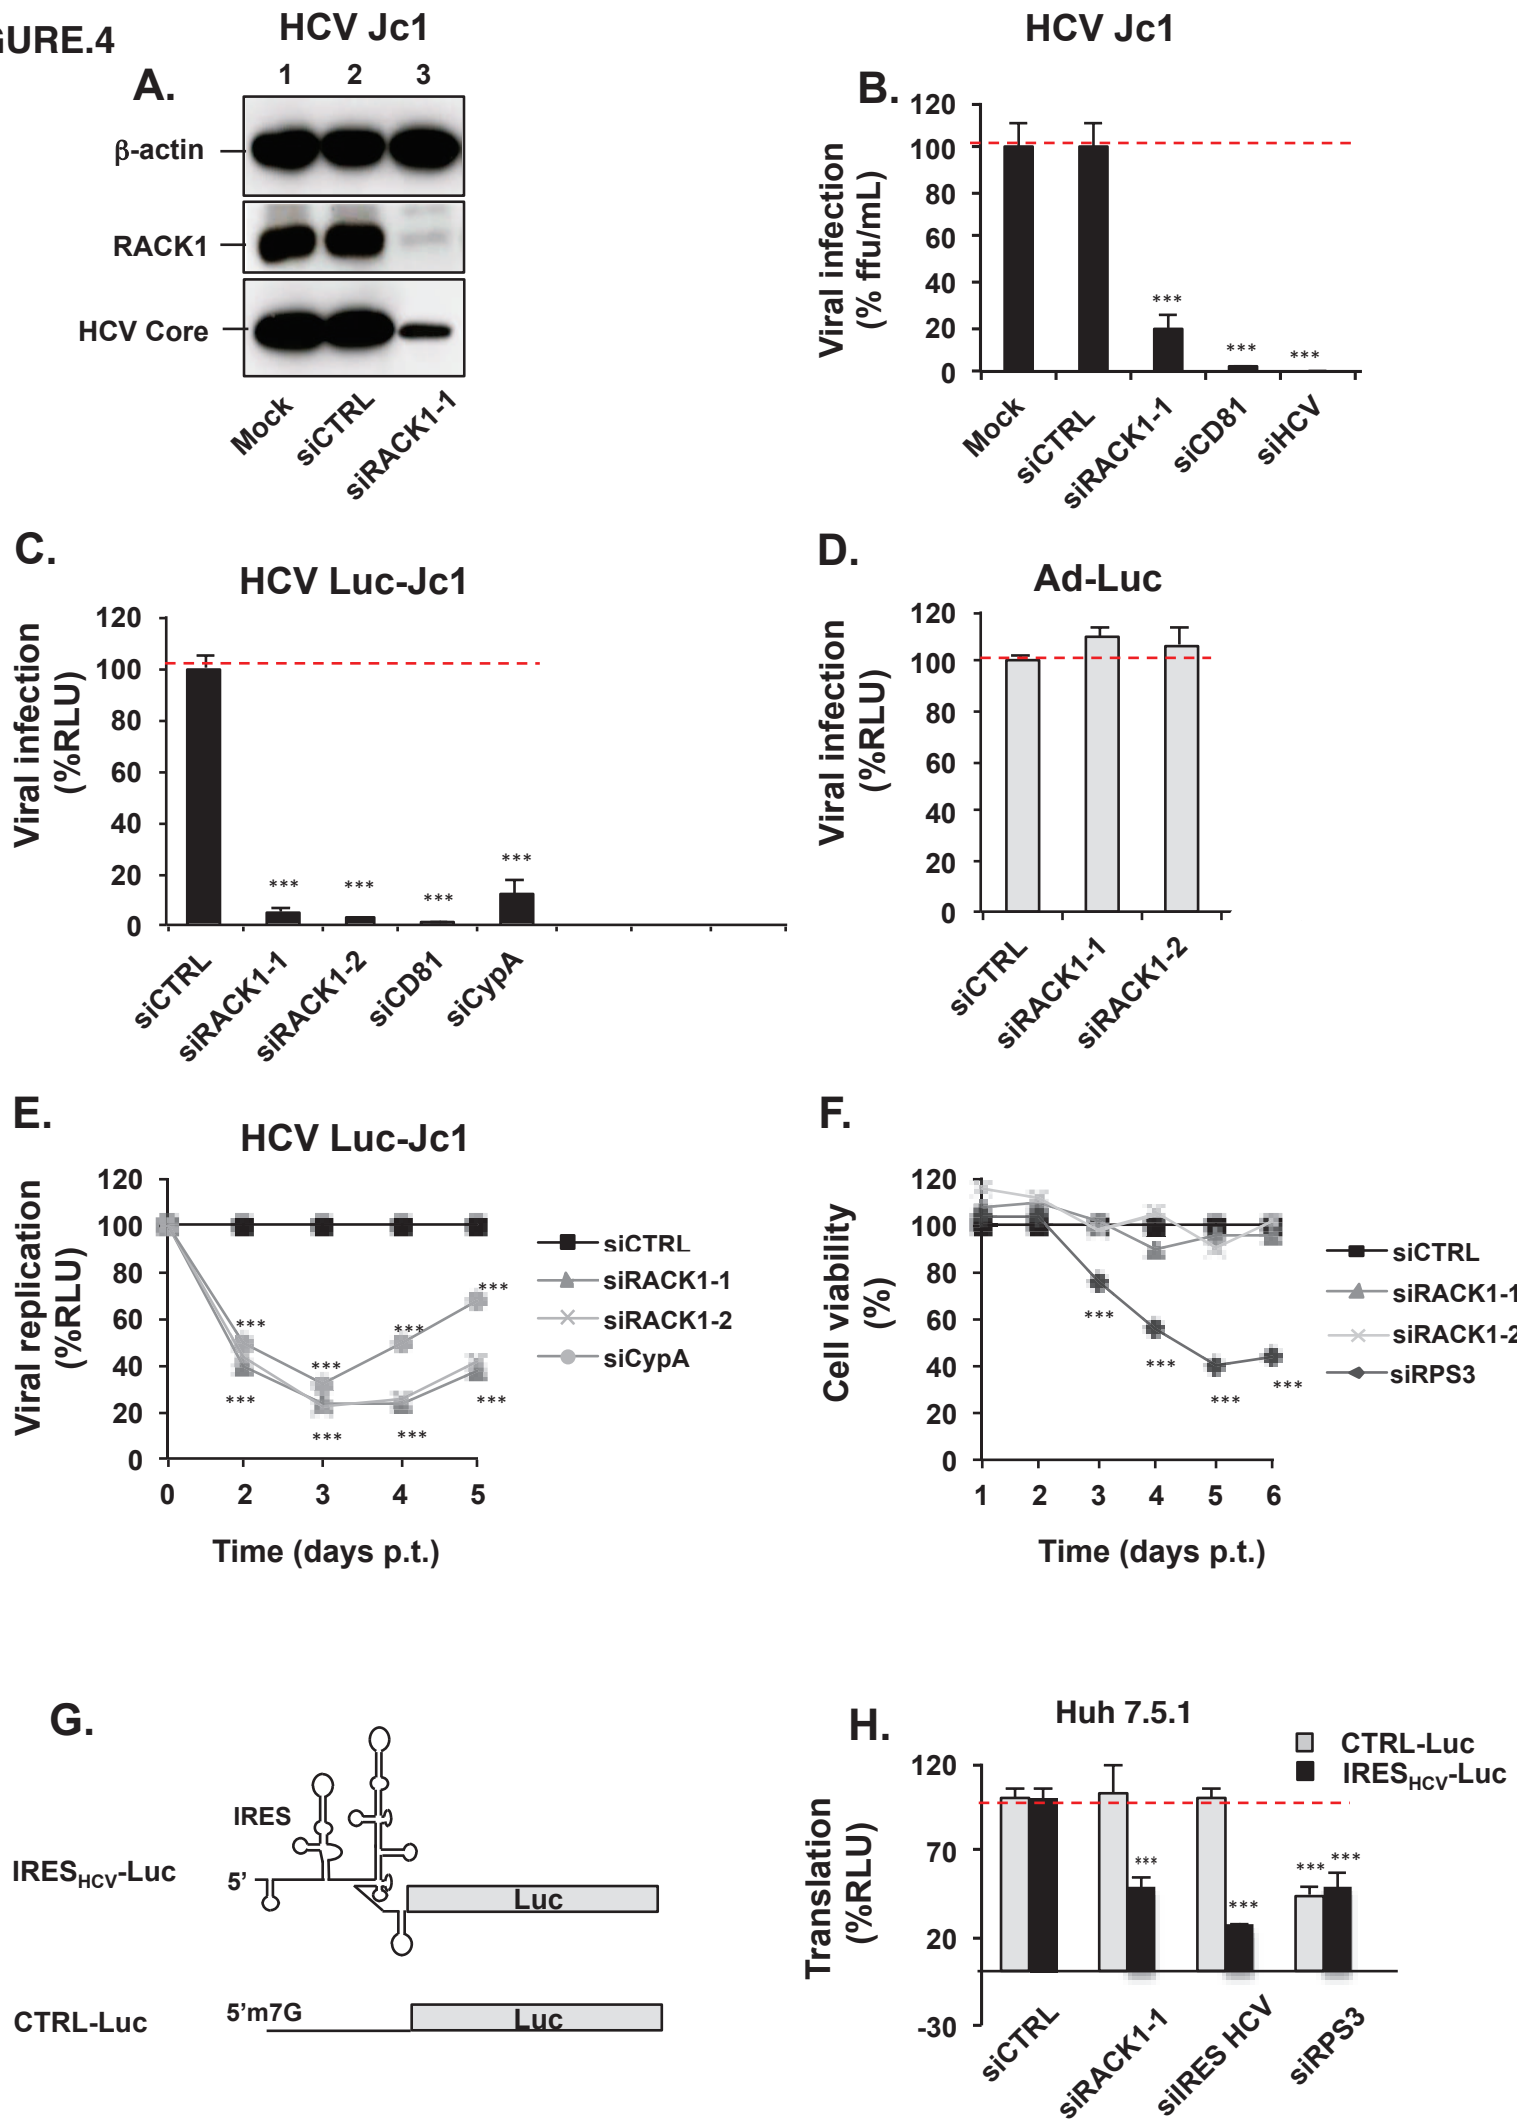 GURE.4
HCV Jc1
1 2 3
A.
β-actin
RACK1
HCV Core
Mock
siCTRL
siRACK1-1
HCV Jc1
B.
Viral infection
(% ffu/mL)
120
100
80
60
40
20
0
***
***
***
Mock
siCTRL
siRACK1-1
siCD81
siHCV
C.
HCV Luc-Jc1
Viral infection
(%RLU)
120
100
80
60
40
20
0
***
***
***
***
siCTRL
siRACK1-1
siRACK1-2
siCD81
siCypA
D.
Ad-Luc
Viral infection
(%RLU)
120
100
80
60
40
20
0
siCTRL
siRACK1-1
siRACK1-2
E.
HCV Luc-Jc1
Viral replication
(%RLU)
120
100
80
60
40
20
0
***
***
***
***
***
***
***
***
0 2 3 4 5
Time (days p.t.)
siCTRL
siRACK1-1
siRACK1-2
siCypA
F.
Cell viability
(%)
120
100
80
60
40
20
0
***
***
***
***
1 2 3 4 5 6
Time (days p.t.)
siCTRL
siRACK1-1
siRACK1-2
siRPS3
G.
IRES
IRESHCV-Luc
5'
Luc
CTRL-Luc
5'm7G
Luc
H.
Huh 7.5.1
CTRL-Luc
IRESHCV-Luc
Translation
(%RLU)
120
70
20
-30
***
***
***
***
siCTRL
siRACK1-1
siIRES HCV
siRPS3